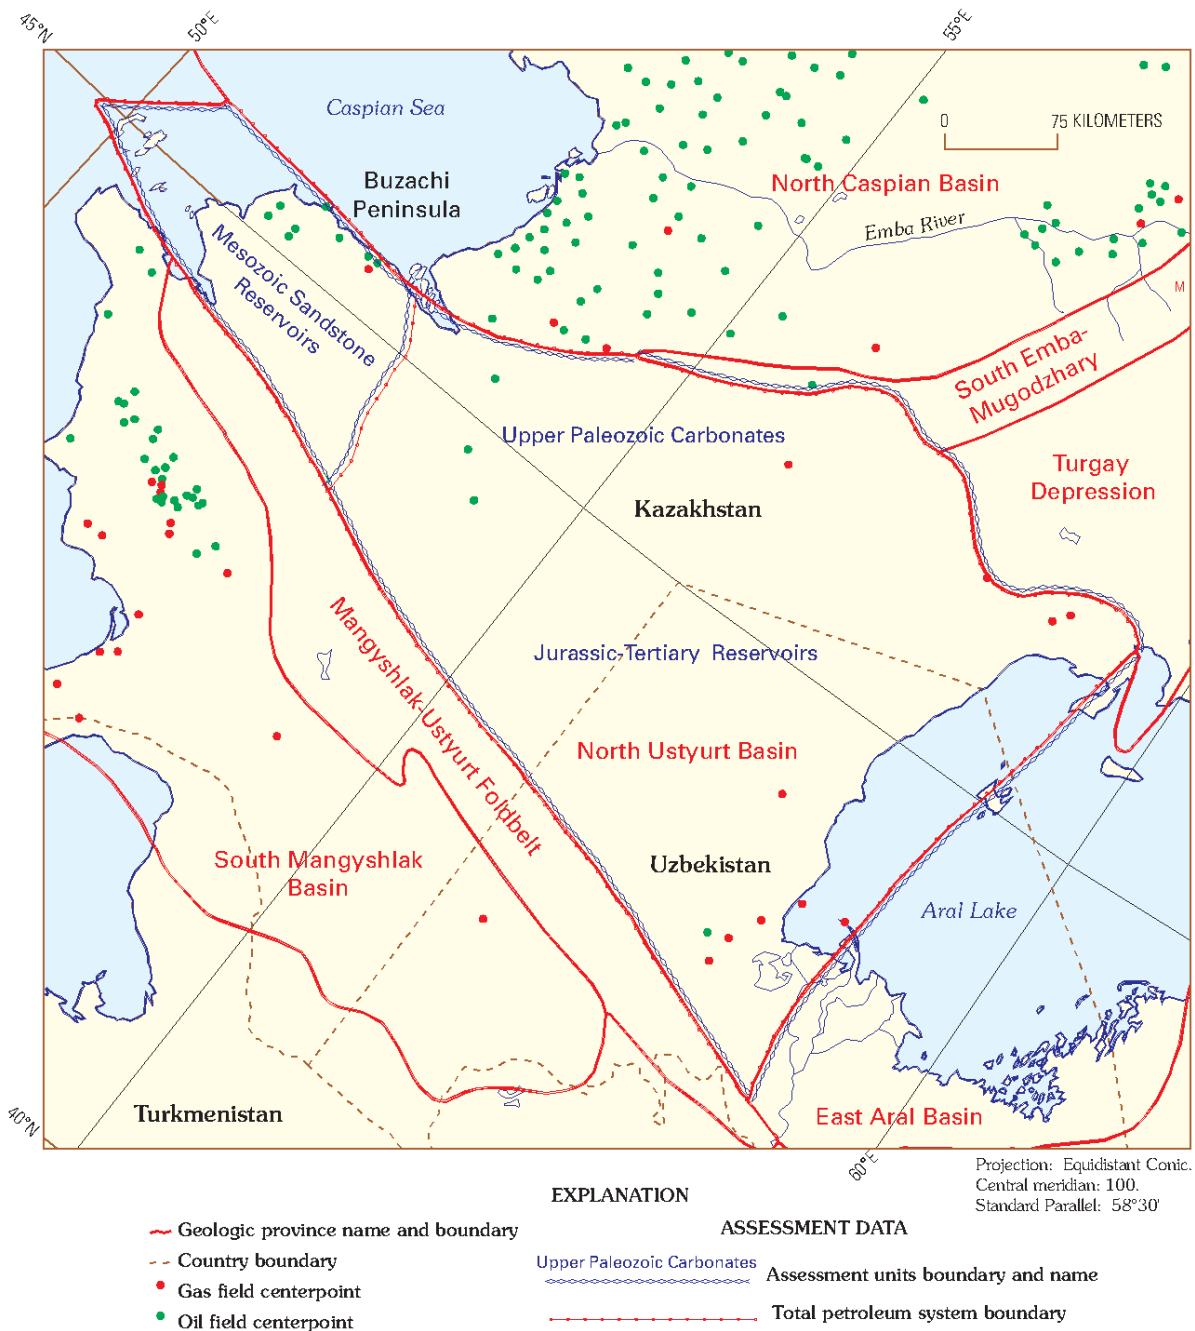 45°N
50°E
55°E
Caspian Sea
0
75 KILOMETERS
Buzachi
Peninsula
North Caspian Basin
Emba River
Mesozoic Sandstone
Reservoirs
M
South Emba-
Mugodzhary
Upper Paleozoic Carbonates
Turgay
Depression
Kazakhstan
Mangyshlak-Ustyurt Foldbelt
Jurassic-Tertiary Reservoirs
North Ustyurt Basin
South Mangyshlak
Basin
Uzbekistan
Aral Lake
40°N
Turkmenistan
East Aral Basin
60°E
Projection: Equidistant Conic.
Central meridian: 100.
Standard Parallel: 58°30'
EXPLANATION
Geologic province name and boundary
Country boundary
Gas field centerpoint
Oil field centerpoint
ASSESSMENT DATA
Upper Paleozoic Carbonates
Assessment units boundary and name
Total petroleum system boundary